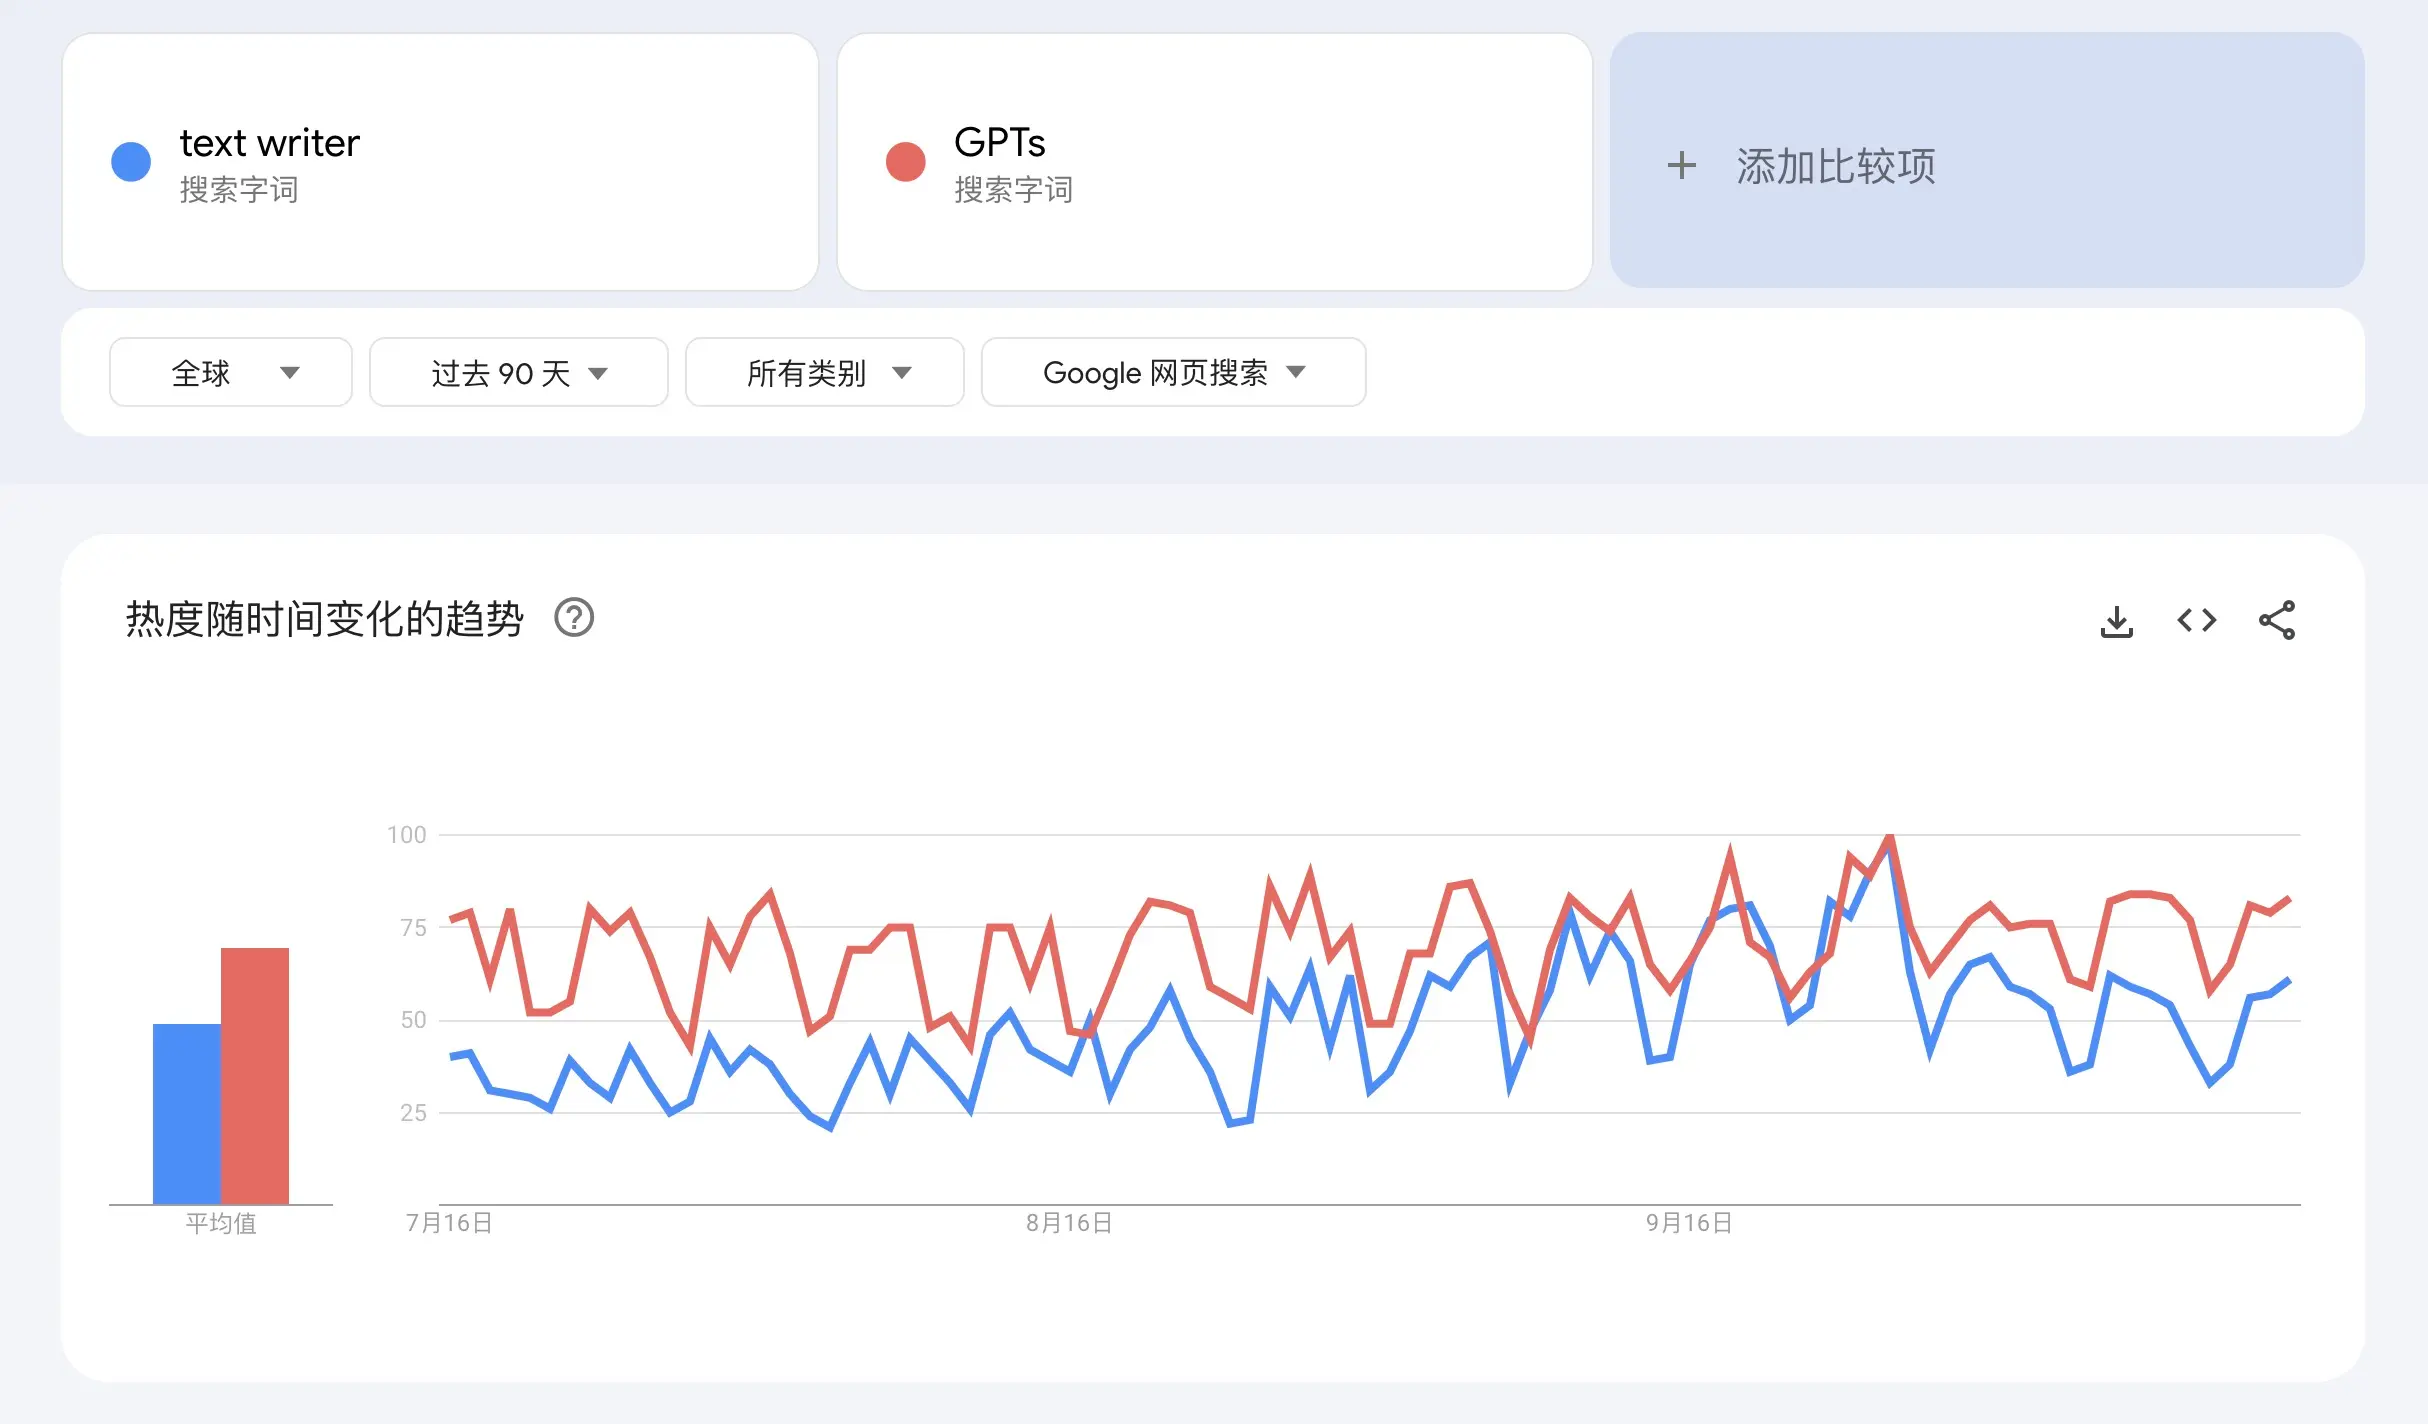 text writer
搜索字词
GPTs
搜索字词
+ 添加比较项
全球
过去 90 天
所有类别
Google 网页搜索
热度随时间变化的趋势
100
75
50
25
平均值
7月16日
8月16日
9月16日